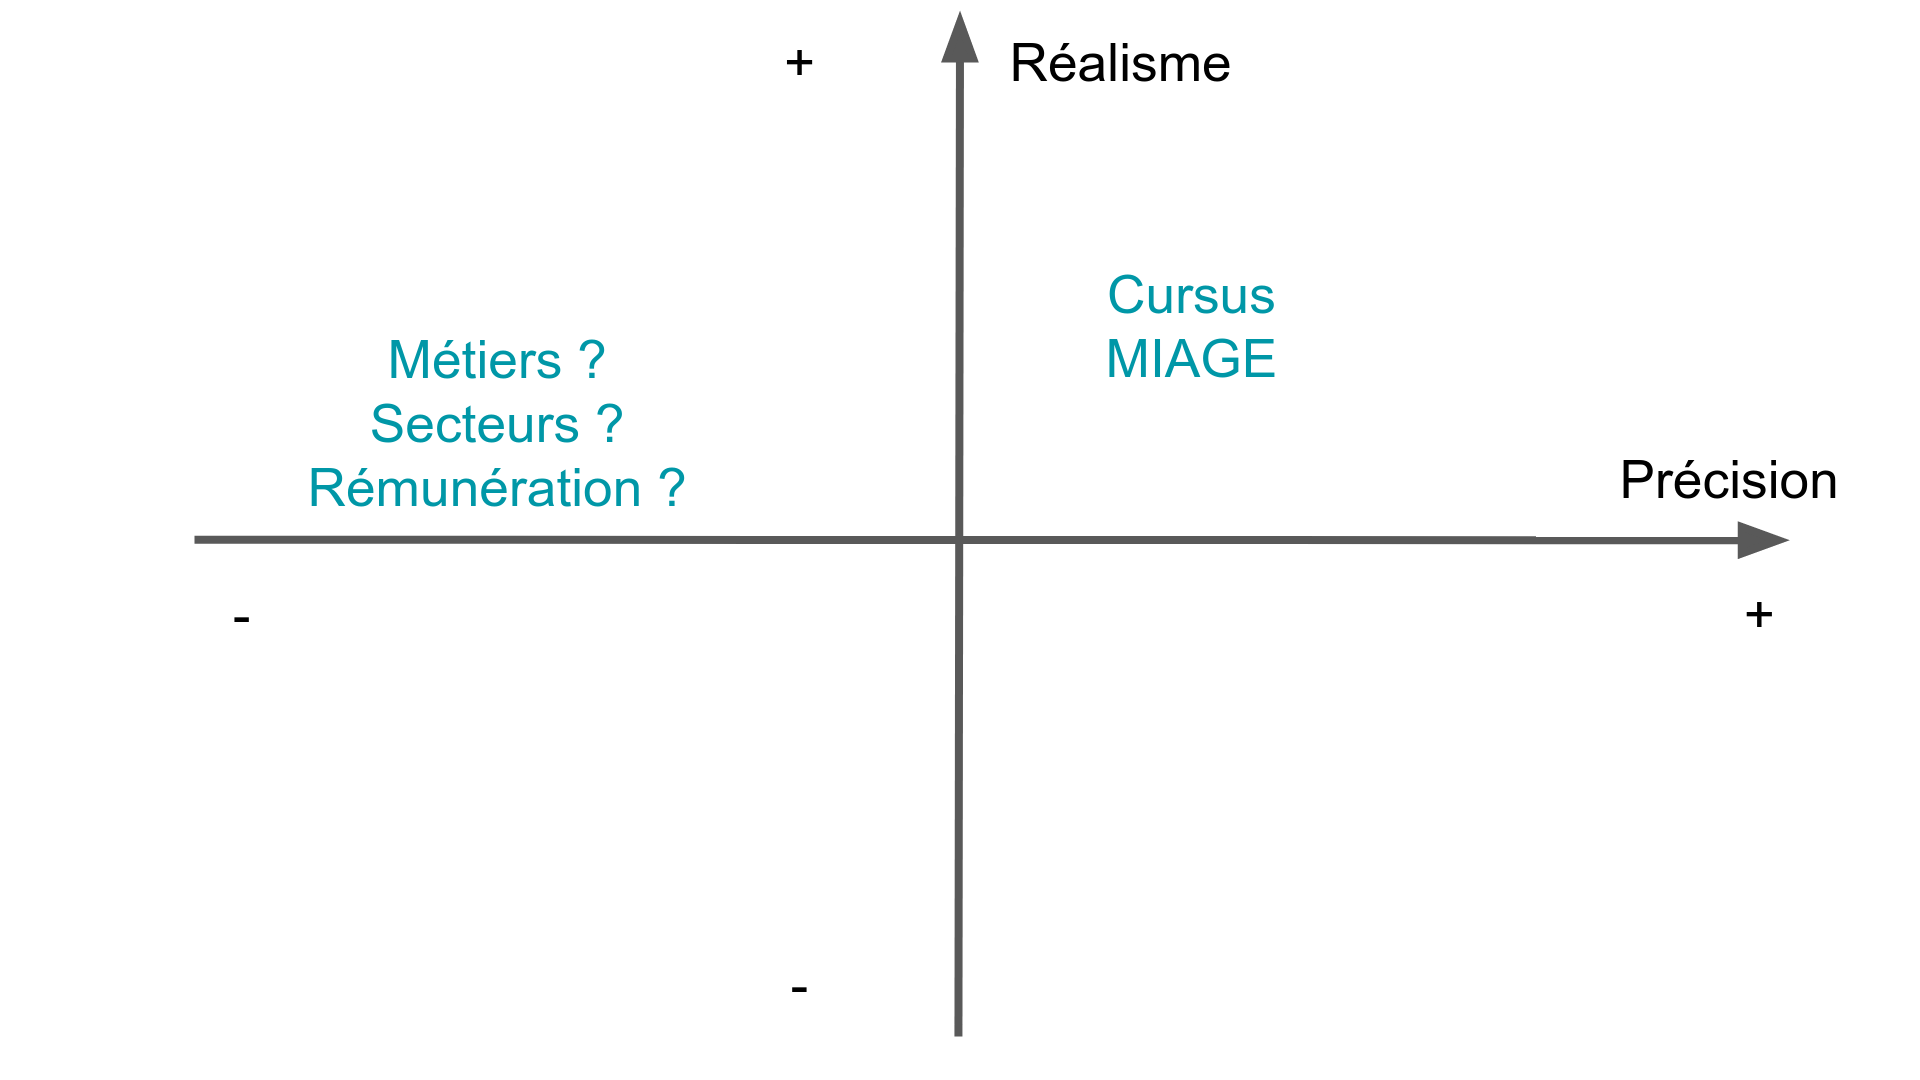 +
Réalisme
Cursus
MIAGE
Métiers ?
Secteurs ?
Rémunération ?
Précision
-
+
-